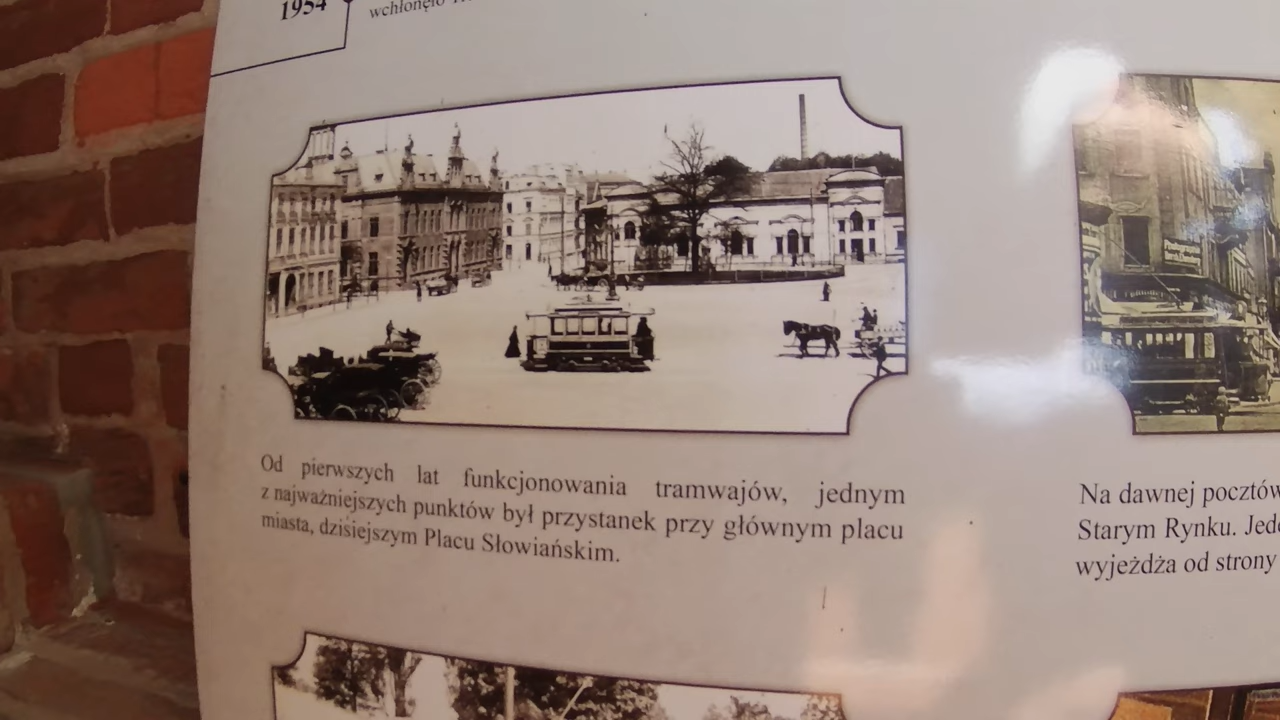 1954
wchłonęło
Od pierwszych lat funkcjonowania tramwajów, jednym
z najważniejszych punktów był przystanek przy głównym placu
miasta, dzisiejszym Placu Słowiańskim.
Na dawnej pocztów
Starym Rynku. Jed
wyjeżdża od strony